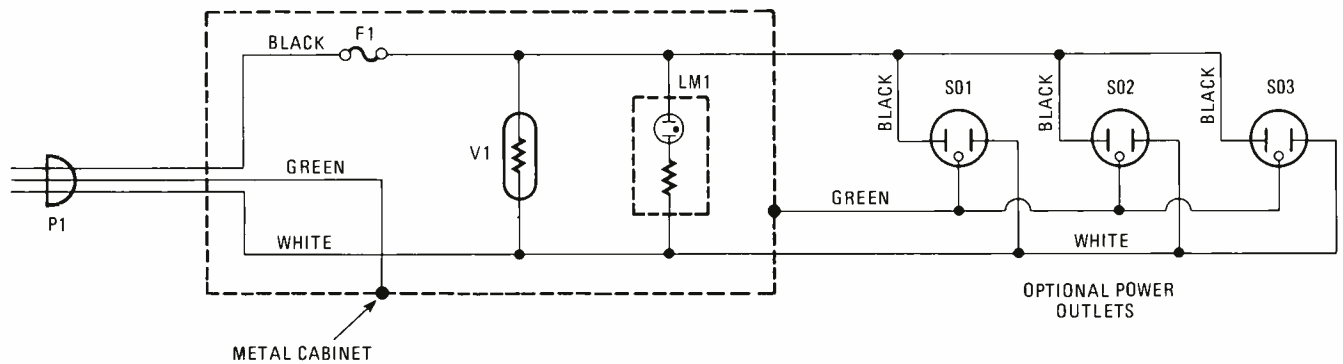 F1
BLACK
LM1
BLACK
S01
BLACK
S02
BLACK
S03
V1
GREEN
P1
GREEN
WHITE
WHITE
OPTIONAL POWER
OUTLETS
METAL CABINET